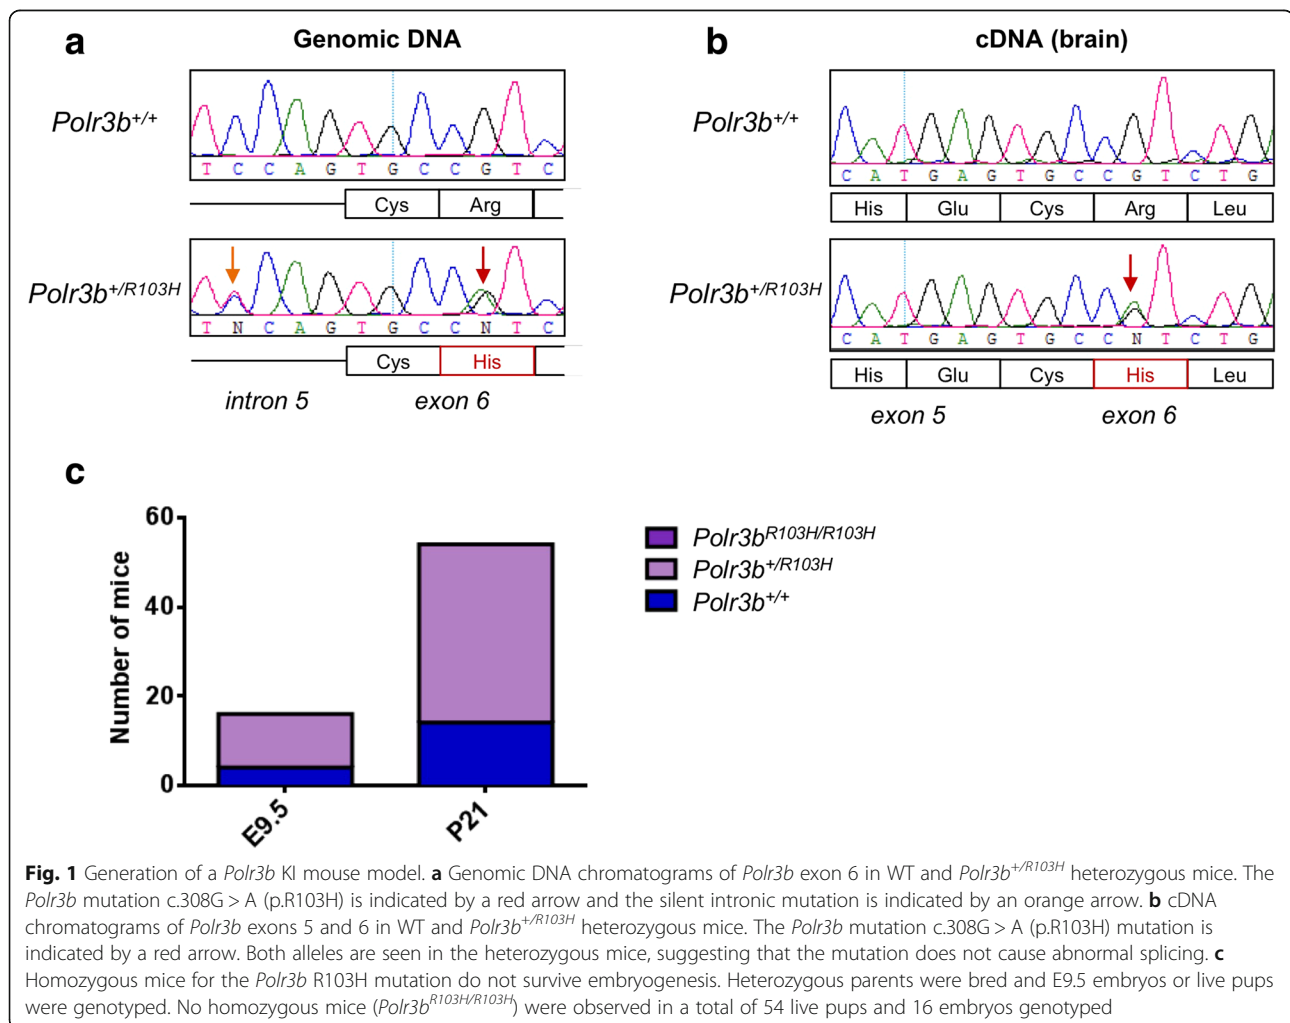 a
Genomic DNA
Polr3b+/+
T C C A G T G C C G T C
Cys Arg
Polr3b+/R103H
T N C A G T G C C N T C
Cys His
intron 5 exon 6
b
cDNA (brain)
Polr3b+/+
C A T G A G T G C C G T C T G
His Glu Cys Arg Leu
Polr3b+/R103H
C A T G A G T G C C N T C T G
His Glu Cys His Leu
exon 5 exon 6
c
Number of mice
60
40
20
0
E9.5 P21
Polr3bR103H/R103H
Polr3b+/R103H
Polr3b+/+
Fig. 1 Generation of a Polr3b KI mouse model. a Genomic DNA chromatograms of Polr3b exon 6 in WT and Polr3b+/R103H heterozygous mice. The
Polr3b mutation c.308G > A (p.R103H) is indicated by a red arrow and the silent intronic mutation is indicated by an orange arrow. b cDNA
chromatograms of Polr3b exons 5 and 6 in WT and Polr3b+/R103H heterozygous mice. The Polr3b mutation c.308G > A (p.R103H) mutation is
indicated by a red arrow. Both alleles are seen in the heterozygous mice, suggesting that the mutation does not cause abnormal splicing. c
Homozygous mice for the Polr3b R103H mutation do not survive embryogenesis. Heterozygous parents were bred and E9.5 embryos or live pups
were genotyped. No homozygous mice (Polr3bR103H/R103H) were observed in a total of 54 live pups and 16 embryos genotyped